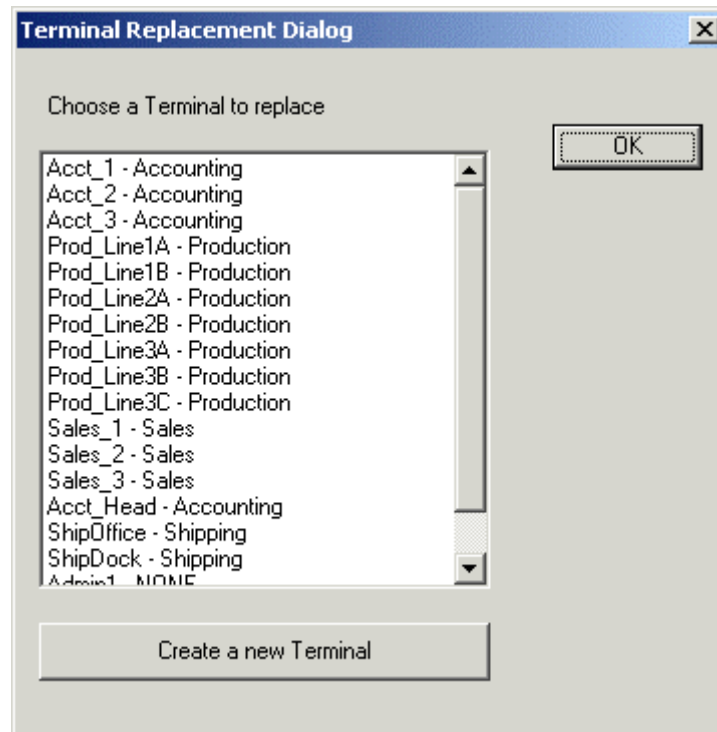 Terminal Replacement Dialog
Choose a Terminal to replace
OK
Acct_1 - Accounting
Acct_2 - Accounting
Acct_3 - Accounting
Prod_Line1A - Production
Prod_Line1B - Production
Prod_Line2A - Production
Prod_Line2B - Production
Prod_Line3A - Production
Prod_Line3B - Production
Prod_Line3C - Production
Sales_1 - Sales
Sales_2 - Sales
Sales_3 - Sales
Acct_Head - Accounting
ShipOffice - Shipping
ShipDock - Shipping
Admin1 - NONE
Create a new Terminal